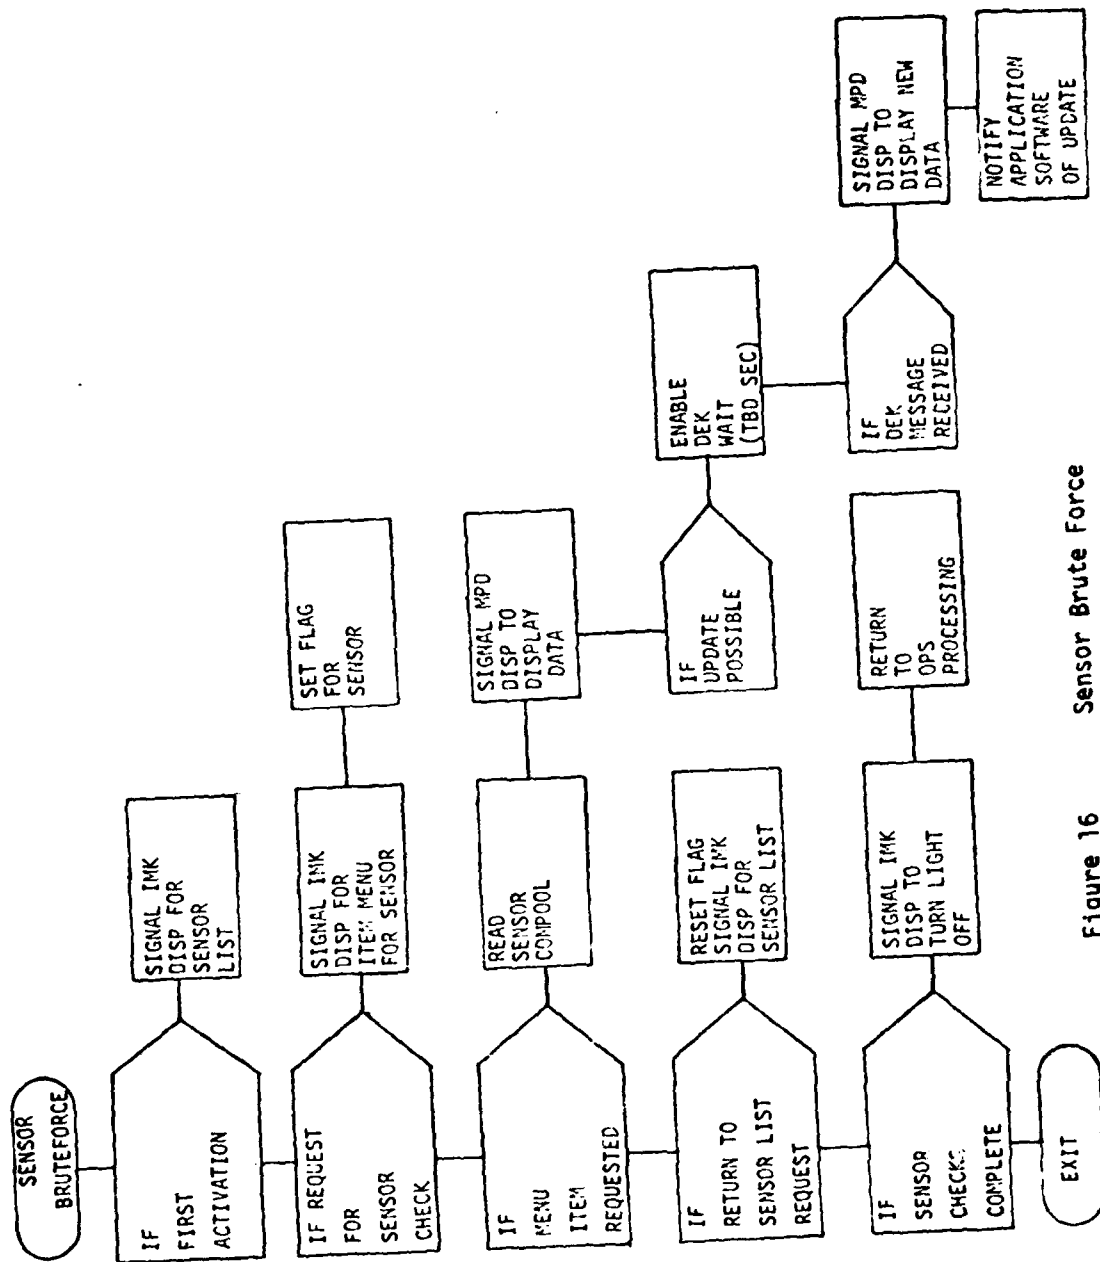 SENSOR
BRUTEFORCE
IF
FIRST
ACTIVATION
SIGNAL IMK
DISP FOR
SENSOR
LIST
IF REQUEST
FOR
SENSOR
CHECK
SIGNAL IMK
DISP FOR
ITEM MENU
FOR SENSOR
SET FLAG
FOR
SENSOR
IF
MENU
ITEM
REQUESTED
READ
SENSOR
COMPOOL
SIGNAL MPD
DISP TO
DISPLAY
DATA
IF
UPDATE
POSSIBLE
ENABLE
DEK
WAIT
(TBD SEC)
IF
DEK
MESSAGE
RECEIVED
SIGNAL MPD
DISP TO
DISPLAY NEW
DATA
NOTIFY
APPLICATION
SOFTWARE
OF UPDATE
IF
RETURN TO
SENSOR LIST
REQUEST
RESET FLAG
SIGNAL IMK
DISP FOR
SENSOR LIST
IF
SENSOR
CHECKS
COMPLETE
SIGNAL IMK
DISP TO
TURN LIGHT
OFF
RETURN
TO
OPS
PROCESSING
EXIT
Figure 16 Sensor Brute Force